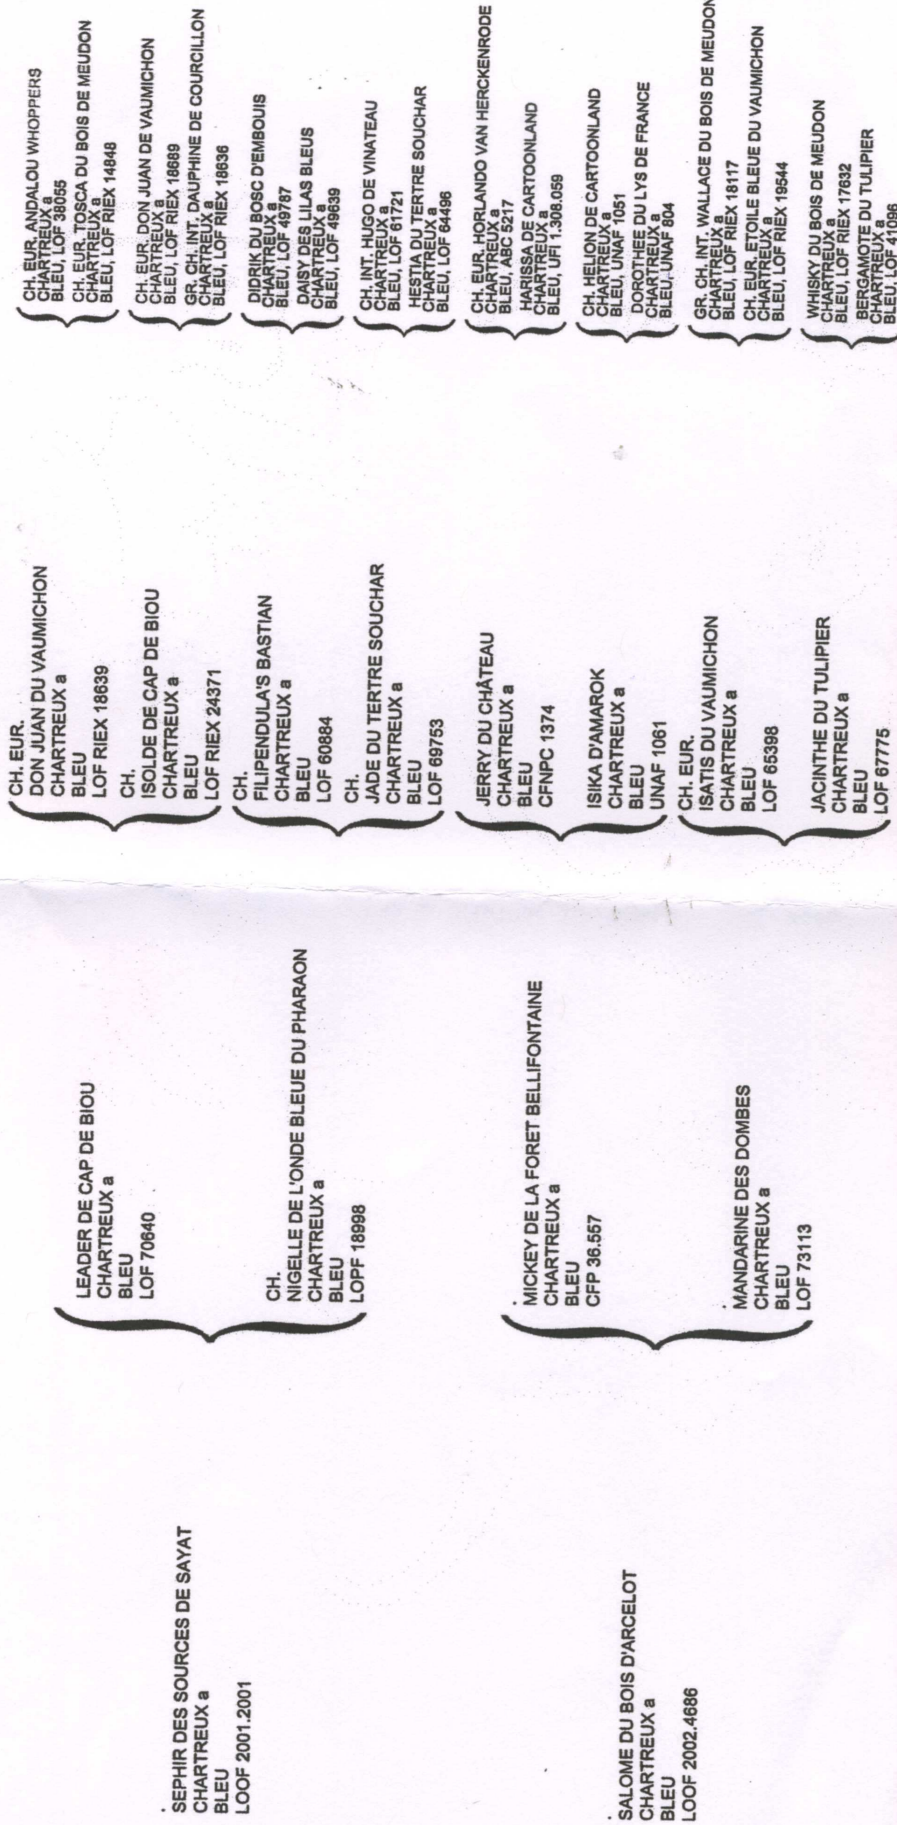 SEPHIR DES SOURCES DE SAYAT
CHARTREUX a
BLEU
LOOF 2001.2001
SALOME DU BOIS D'ARCELOT
CHARTREUX a
BLEU
LOOF 2002.4686
LEADER DE CAP DE BIOU
CHARTREUX a
BLEU
LOF 70640
CH.
NIGELLE DE L'ONDE BLEUE DU PHARAON
CHARTREUX a
BLEU
LOPF 18998
MICKEY DE LA FORET BELLIFONTAINE
CHARTREUX a
BLEU
CFP 36.557
MANDARINE DES DOMBES
CHARTREUX a
BLEU
LOF 73113
CH. EUR.
DON JUAN DU VAUMICHON
CHARTREUX a
BLEU
LOF RIEX 18639
CH.
ISOLDE DE CAP DE BIOU
CHARTREUX a
BLEU
LOF RIEX 24371
CH.
FILIPENDULA'S BASTIAN
CHARTREUX a
BLEU
LOF 60884
CH.
JADE DU TERTRE SOUCHAR
CHARTREUX a
BLEU
LOF 69753
JERRY DU CHÂTEAU
CHARTREUX a
BLEU
CFNPC 1374
ISIKA D'AMAROK
CHARTREUX a
BLEU
UNAF 1061
CH. EUR.
ISATIS DU VAUMICHON
CHARTREUX a
BLEU
LOF 65398
JACINTHE DU TULIPIER
CHARTREUX a
BLEU
LOF 67775
CH. EUR. ANDALOU WHOPPERS
CHARTREUX a
BLEU, LOF 38055
CH. EUR. TOSCA DU BOIS DE MEUDON
CHARTREUX a
BLEU, LOF RIEX 14848
CH. EUR. DON JUAN DE VAUMICHON
CHARTREUX a
BLEU, LOF RIEX 18689
GR. CH. INT. DAUPHINE DE COURCILLON
CHARTREUX a
BLEU, LOF RIEX 18636
DIDRIK DU BOSC D'EMBOUIS
CHARTREUX a
BLEU, LOF 49787
DAISY DES LILAS BLEUS
CHARTREUX a
BLEU, LOF 49639
CH. INT. HUGO DE VINATEAU
CHARTREUX a
BLEU, LOF 61721
HESTIA DU TERTRE SOUCHAR
CHARTREUX a
BLEU, LOF 64496
CH. EUR. HORLANDO VAN HERCKENRODE
CHARTREUX a
BLEU, ABC 5217
HARISSA DE CARTOONLAND
CHARTREUX a
BLEU, UFI 1.308.059
CH. HELION DE CARTOONLAND
CHARTREUX a
BLEU, UNAF 1051
DOROTHEE DU LYS DE FRANCE
CHARTREUX a
BLEU, UNAF 804
GR. CH. INT. WALLACE DU BOIS DE MEUDON
CHARTREUX a
BLEU, LOF RIEX 18117
CH. EUR. ETOILE BLEUE DU VAUMICHON
CHARTREUX a
BLEU, LOF RIEX 19544
WHISKY DU BOIS DE MEUDON
CHARTREUX a
BLEU, LOF RIEX 17632
BERGAMOTE DU TULIPIER
CHARTREUX a
BLEU, LOF 41096